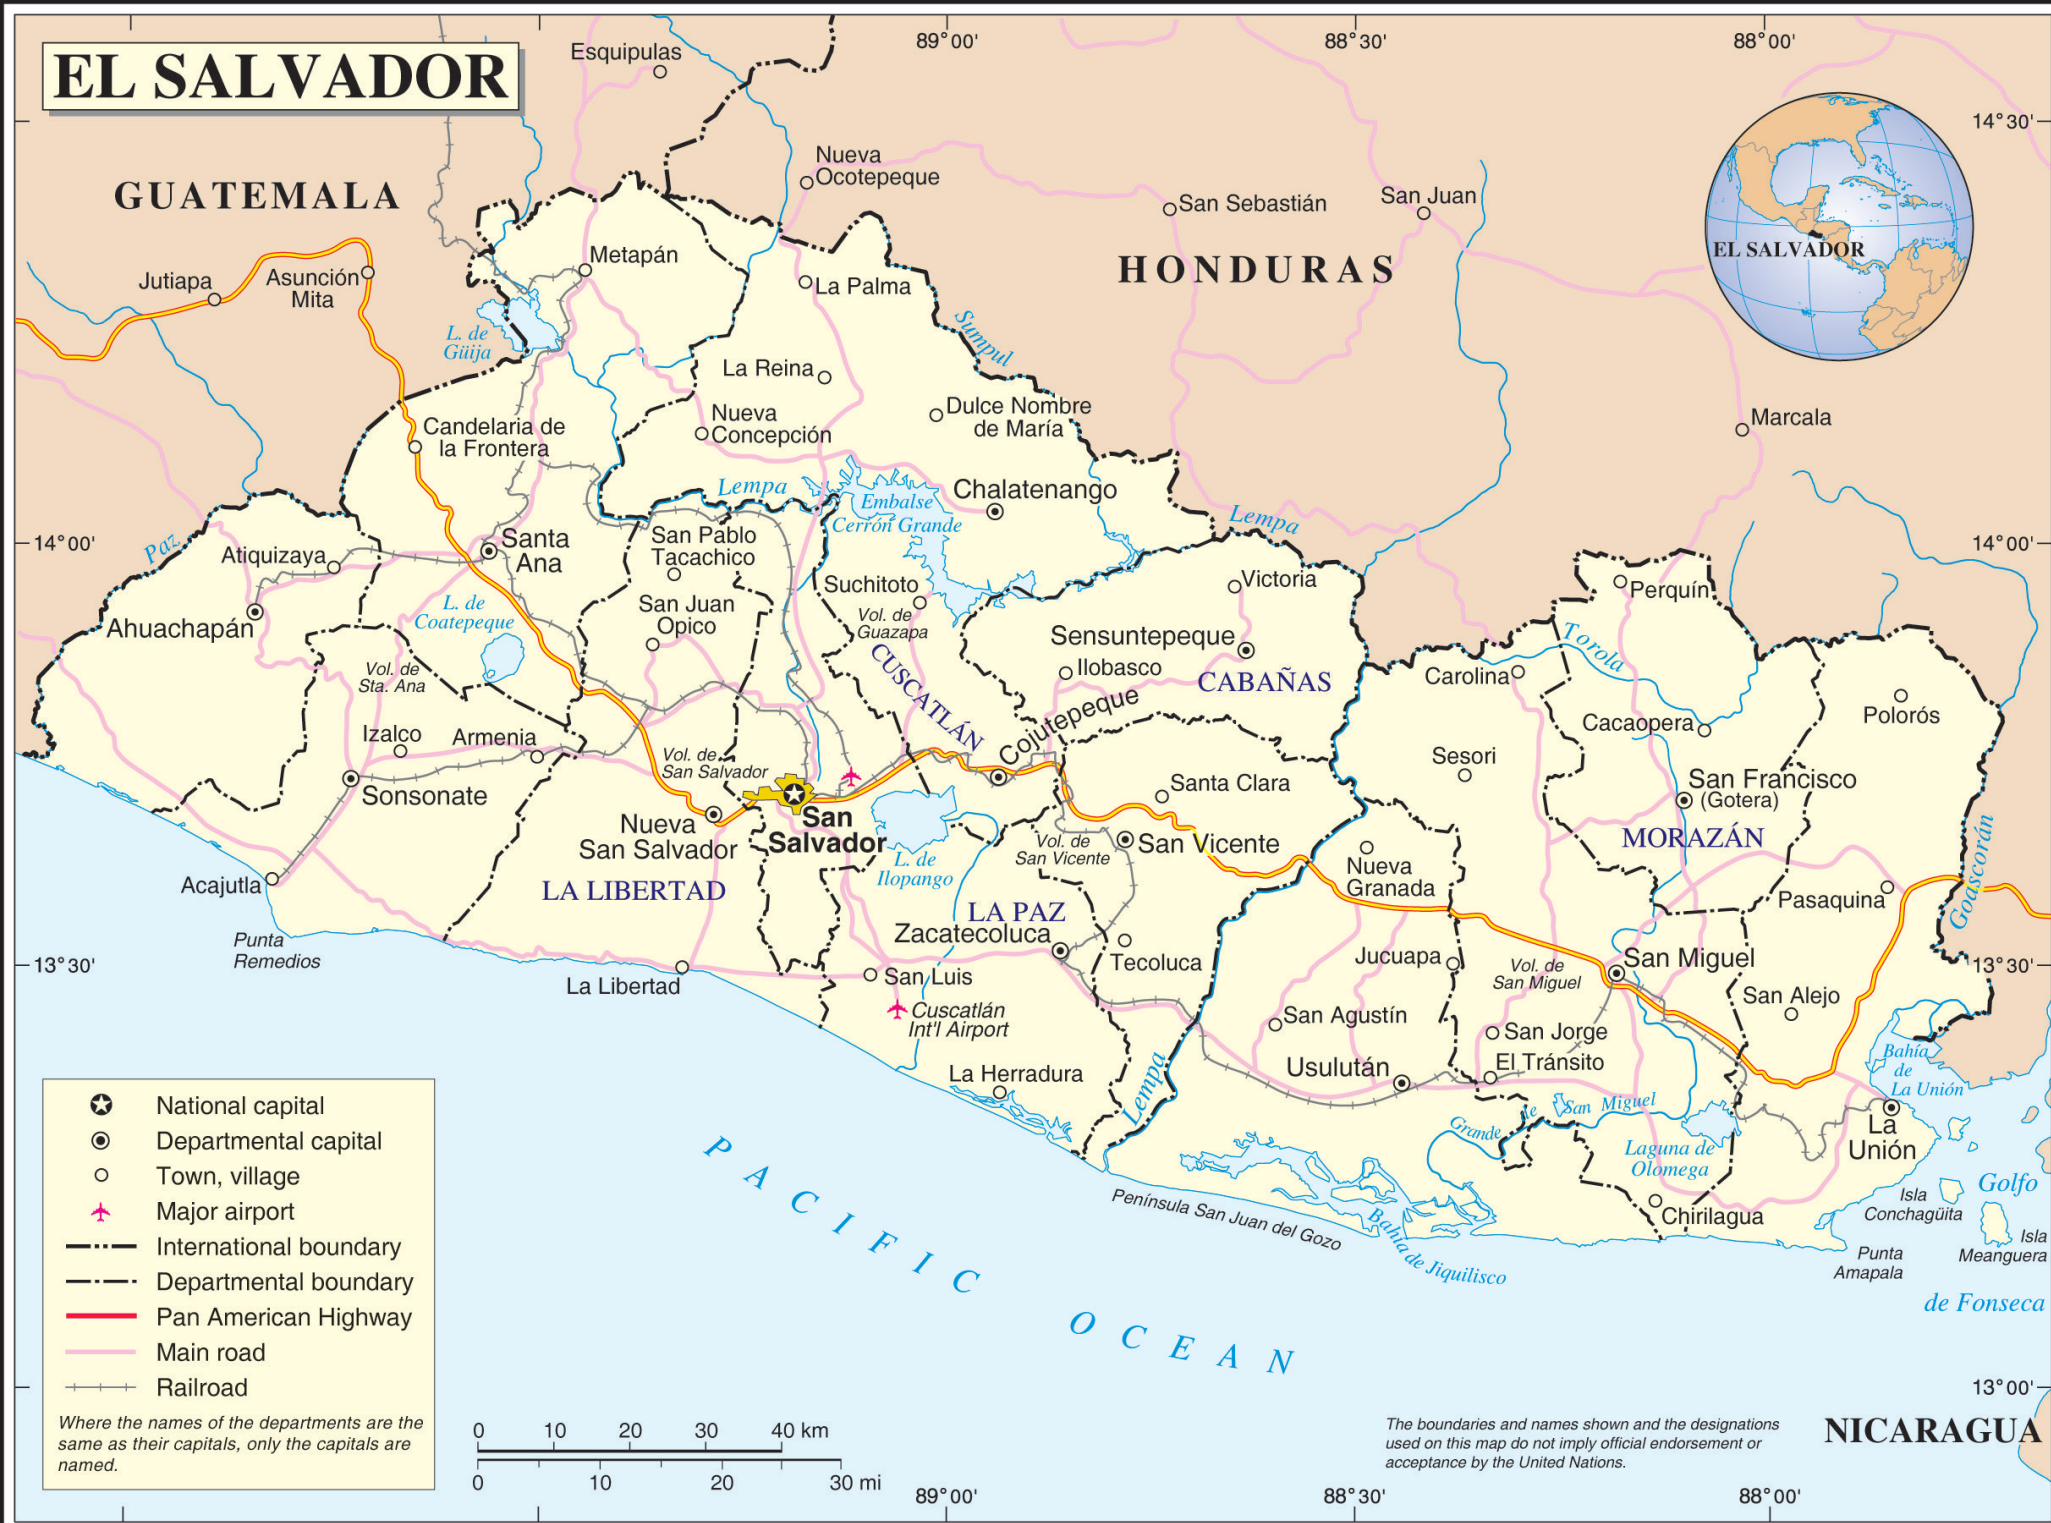 EL SALVADOR
89°00'
88°30'
88°00'
Esquipulas
14°30'
Nueva
Ocotepeque
GUATEMALA
San Sebastián
San Juan
EL SALVADOR
Metapán
HONDURAS
Jutiapa
Asunción
Mita
La Palma
L. de
Güija
Sumpul
La Reina
Dulce Nombre
de María
Nueva
Concepción
Marcala
Candelaria de
la Frontera
Lempa
Embalse
Cerrón Grande
Chalatenango
Lempa
14°00'
Paz
Atiquizaya
Santa
Ana
San Pablo
Tacachico
14°00'
Suchitoto
Victoria
Perquín
L. de
Coatepeque
San Juan
Opico
Vol. de
Guazapa
Ahuachapán
Sensuntepeque
Torola
Vol. de
Sta. Ana
CUSCATLÁN
Ilobasco
CABAÑAS
Carolina
Cojutepeque
Cacaopera
Polorós
Izalco
Armenia
Vol. de
San Salvador
Sesori
Santa Clara
San Francisco
(Gotera)
Sonsonate
San
Salvador
Nueva
San Salvador
MORAZÁN
Vol. de
San Vicente
San Vicente
L. de
Ilopango
Nueva
Granada
Goascorán
Acajutla
LA LIBERTAD
LA PAZ
Pasaquina
Zacatecoluca
Punta
Remedios
13°30'
Tecoluca
Jucuapa
San Miguel
13°30'
La Libertad
San Luis
Vol. de
San Miguel
San Alejo
Cuscatlán
Int'l Airport
San Agustín
San Jorge
Usulután
El Tránsito
Bahía
de
La Unión
La Herradura
Lempa
Grande de San Miguel
La
Unión
Laguna de
Olomega
Golfo
Isla
Conchagüita
Península San Juan del Gozo
Bahía de Jiquilisco
Chirilagua
Isla
Meanguera
Punta
Amapala
de Fonseca
PACIFIC
OCEAN
National capital
Departmental capital
Town, village
Major airport
International boundary
Departmental boundary
Pan American Highway
Main road
Railroad
Where the names of the departments are the
same as their capitals, only the capitals are
named.
0 10 20 30 40 km
0 10 20 30 mi
The boundaries and names shown and the designations
used on this map do not imply official endorsement or
acceptance by the United Nations.
13°00'
NICARAGUA
89°00'
88°30'
88°00'